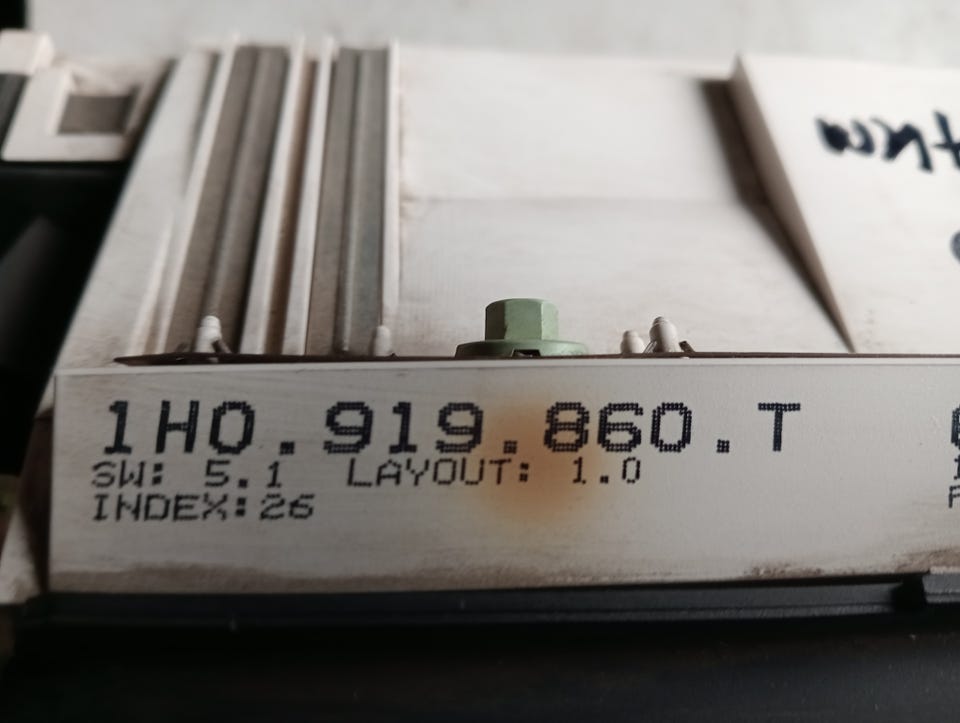 1H0.919.860.T
SW: 5.1 LAYOUT: 1.0
INDEX:26